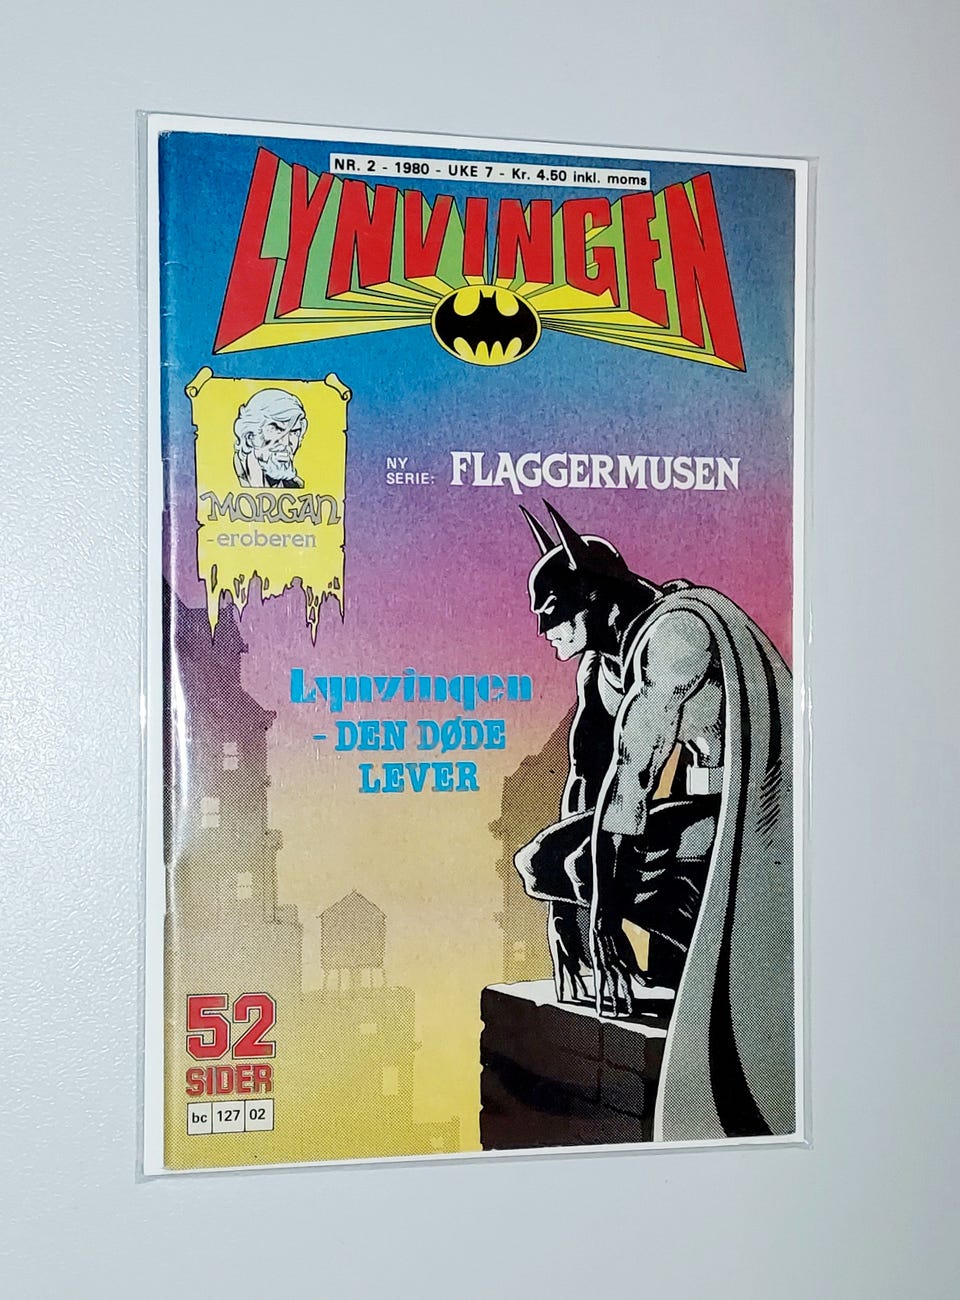 NR. 2 - 1980 - UKE 7 - Kr. 4.50 inkl. moms
LYNVINGEN
MORGAN
-eroberen
NY
SERIE: FLAGGERMUSEN
Lynvingen
- DEN DØDE
LEVER
52
SIDER
bc 127 02